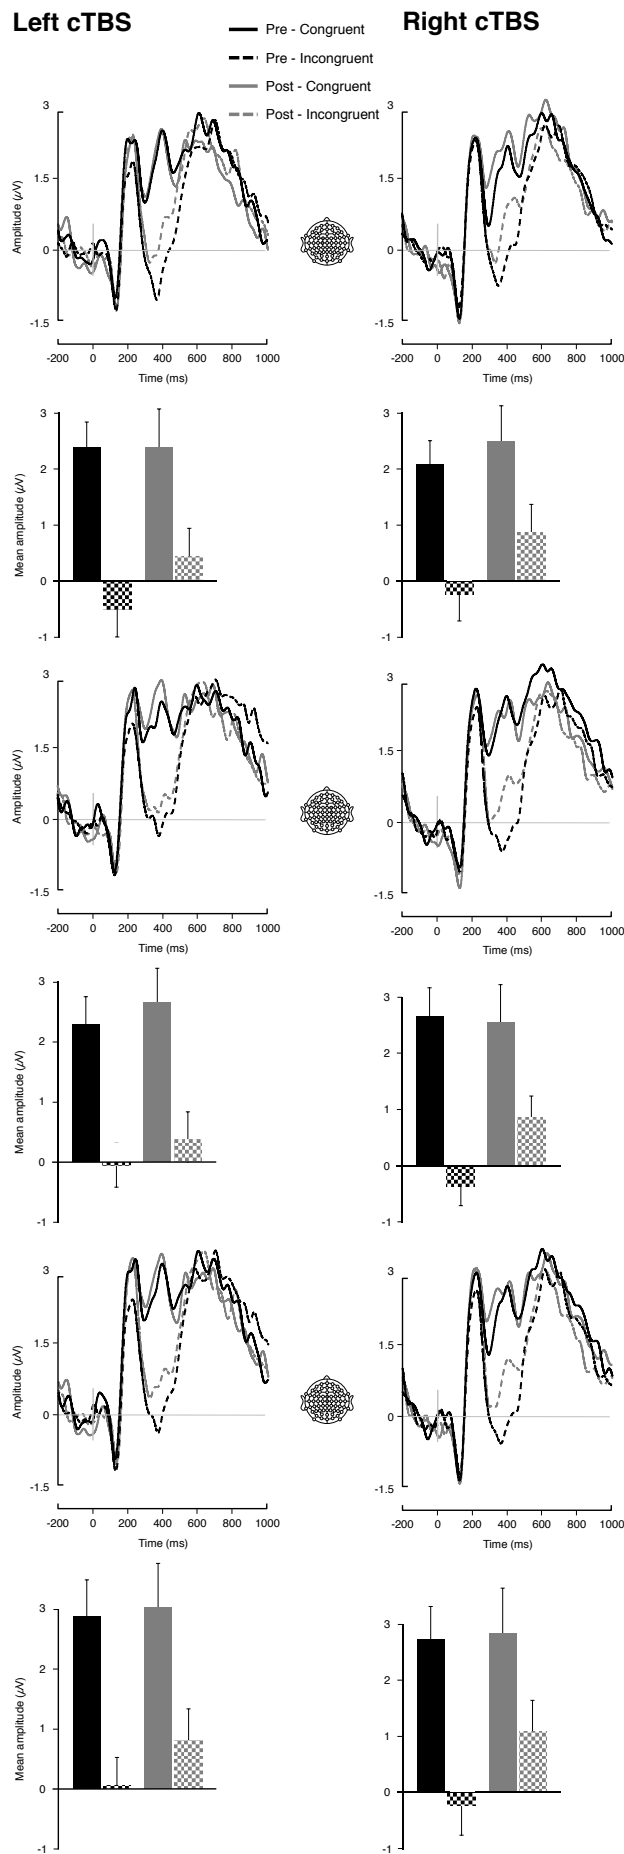 Left cTBS
Right cTBS
Pre - Congruent
Pre - Incongruent
Post - Congruent
Post - Incongruent
3
1.5
0
-1.5
Amplitude (µV)
-200 0 200 400 600 800 1000
Time (ms)
3
1.5
0
-1.5
-200 0 200 400 600 800 1000
Time (ms)
3
2
1
0
-1
Mean amplitude (µV)
3
2
1
0
-1
3
1.5
0
-1.5
Amplitude (µV)
-200 0 200 400 600 800 1000
Time (ms)
3
1.5
0
-1.5
-200 0 200 400 600 800 1000
Time (ms)
3
2
1
0
-1
Mean amplitude (µV)
3
2
1
0
-1
3
1.5
0
-1.5
Amplitude (µV)
-200 0 200 400 600 800 1000
Time (ms)
3
1.5
0
-1.5
-200 0 200 400 600 800 1000
Time (ms)
3
2
1
0
-1
Mean amplitude (µV)
3
2
1
0
-1